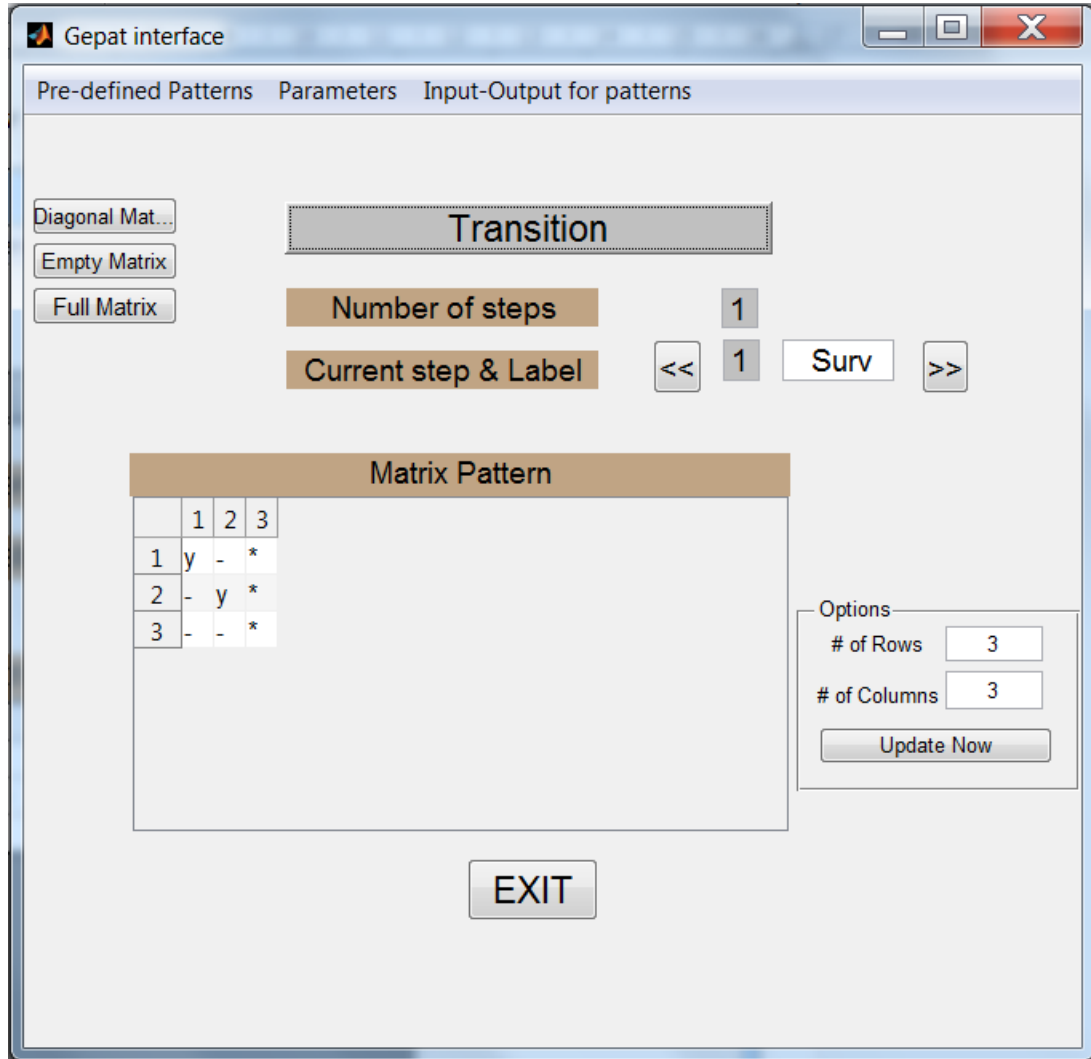 Gepat interface
Pre-defined Patterns Parameters Input-Output for patterns
Diagonal Mat...
Transition
Empty Matrix
Full Matrix
Number of steps 1
Current step & Label << 1 Surv >>
Matrix Pattern
1 2 3
1 y - *
2 - y *
3 - - *
Options
# of Rows 3
# of Columns 3
Update Now
EXIT